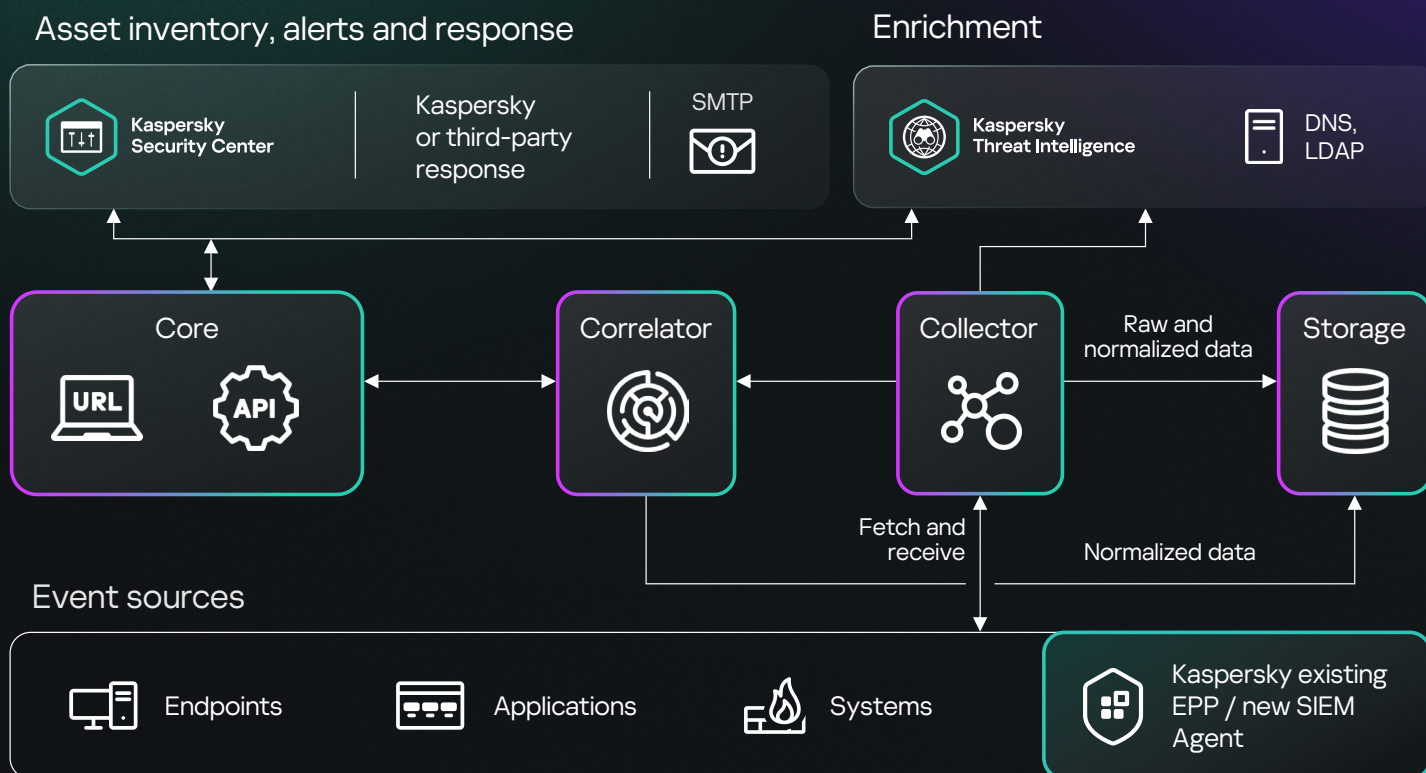 Asset inventory, alerts and response
Enrichment
Kaspersky
Security Center
Kaspersky
or third-party
response
SMTP
Kaspersky
Threat Intelligence
DNS,
LDAP
Core
URL
API
Correlator
Collector
Raw and
normalized data
Storage
Fetch and
receive
Normalized data
Event sources
Endpoints
Applications
Systems
Kaspersky existing
EPP / new SIEM
Agent